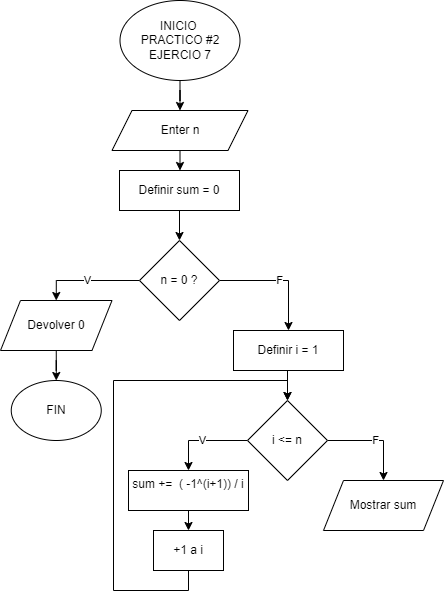 INICIO
PRACTICO #2
EJERCIO 7
Enter n
Definir sum = 0
n = 0 ?
V
F
Devolver 0
Definir i = 1
FIN
i <= n
V
F
sum += ( -1^(i+1)) / i
Mostrar sum
+1 a i